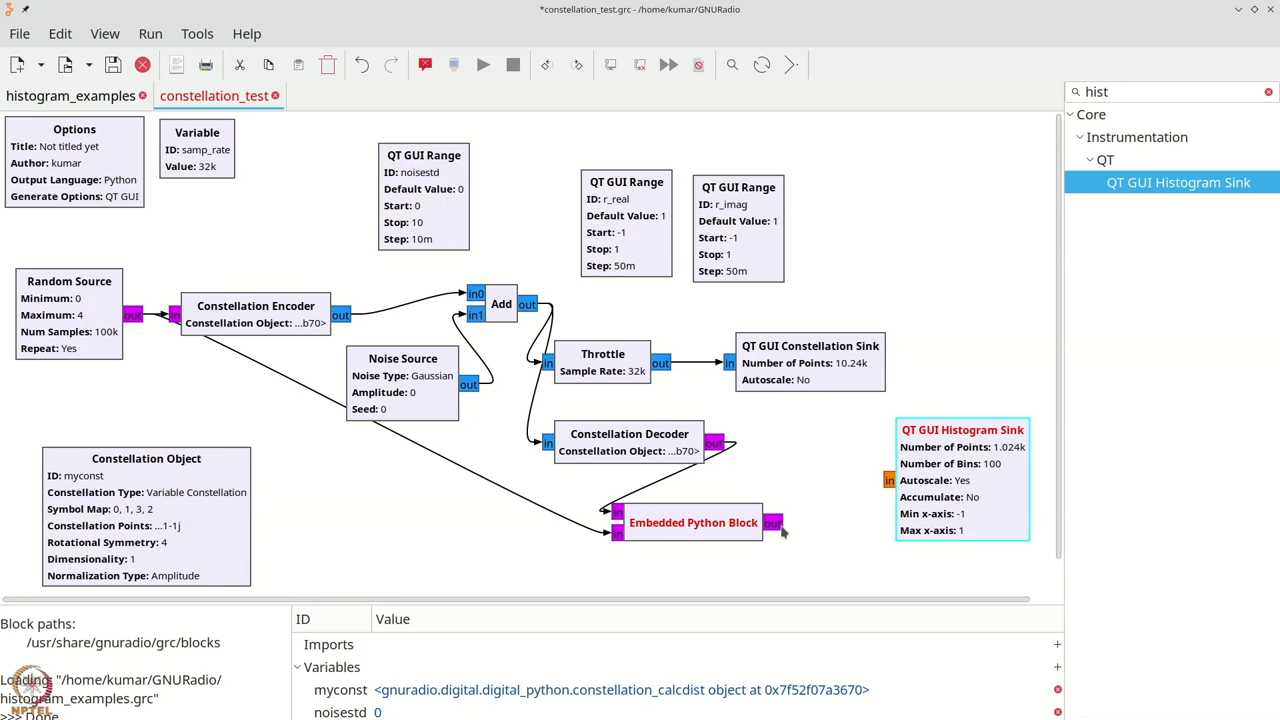 *constellation_test.grc - /home/kumar/GNURadio
File Edit View Run Tools Help
histogram_examples constellation_test
hist
Core
Instrumentation
QT
QT GUI Histogram Sink
Options
Title: Not titled yet
Author: kumar
Output Language: Python
Generate Options: QT GUI
Variable
ID: samp_rate
Value: 32k
QT GUI Range
ID: noisestd
Default Value: 0
Start: 0
Stop: 10
Step: 10m
QT GUI Range
ID: r_real
Default Value: 1
Start: -1
Stop: 1
Step: 50m
QT GUI Range
ID: r_imag
Default Value: 1
Start: -1
Stop: 1
Step: 50m
Random Source
Minimum: 0
Maximum: 4
Num Samples: 100k
Repeat: Yes
out
in
Constellation Encoder
Constellation Object: ...b70>
out
in0
in1
Add
out
Noise Source
Noise Type: Gaussian
Amplitude: 0
Seed: 0
out
in
Throttle
Sample Rate: 32k
out
in
QT GUI Constellation Sink
Number of Points: 10.24k
Autoscale: No
in
Constellation Decoder
Constellation Object: ...b70>
out
in
in
Embedded Python Block
out
in
QT GUI Histogram Sink
Number of Points: 1.024k
Number of Bins: 100
Autoscale: Yes
Accumulate: No
Min x-axis: -1
Max x-axis: 1
Constellation Object
ID: myconst
Constellation Type: Variable Constellation
Symbol Map: 0, 1, 3, 2
Constellation Points: ...1-1j
Rotational Symmetry: 4
Dimensionality: 1
Normalization Type: Amplitude
Block paths:
/usr/share/gnuradio/grc/blocks
Loading: "/home/kumar/GNURadio/
histogram_examples.grc"
>>> Done
NPTEL
ID Value
Imports
Variables
myconst <gnuradio.digital.digital_python.constellation_calcdist object at 0x7f52f07a3670>
noisestd 0